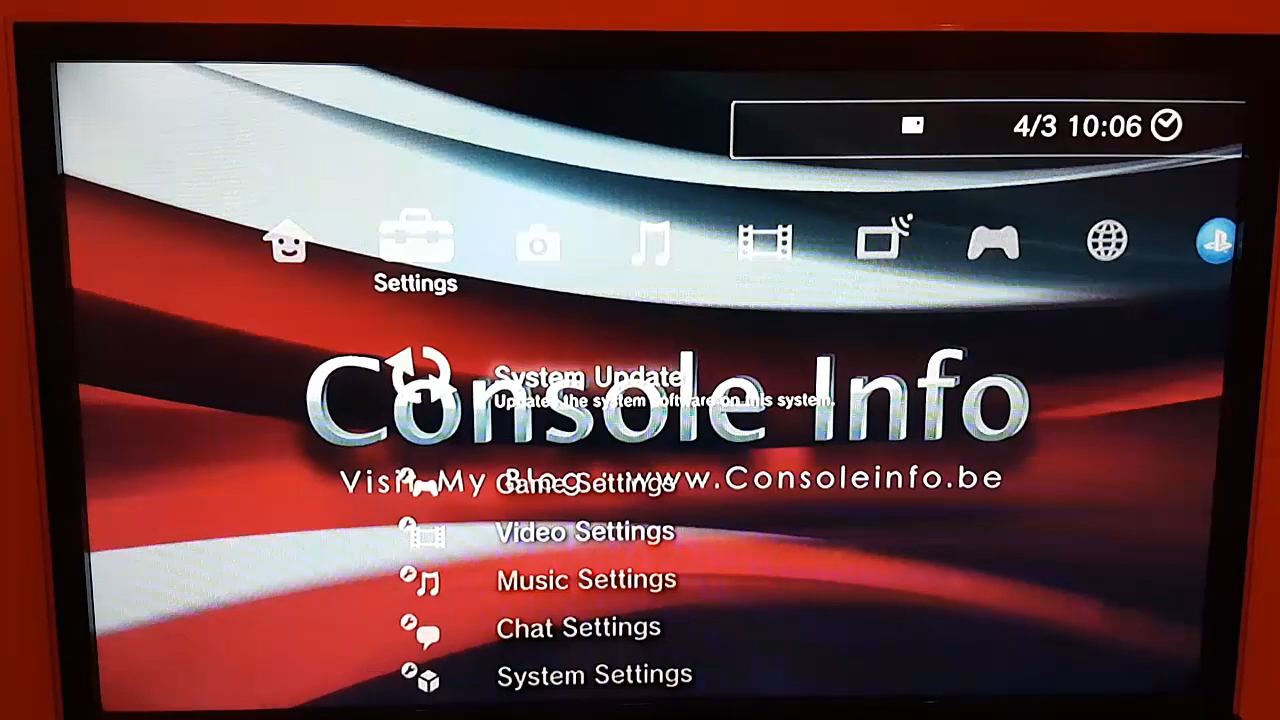 4/3 10:06
Settings
System Update
Updates the system software on this system.
Console Info
Visit My Blog : www.Consoleinfo.be
Game Settings
Video Settings
Music Settings
Chat Settings
System Settings